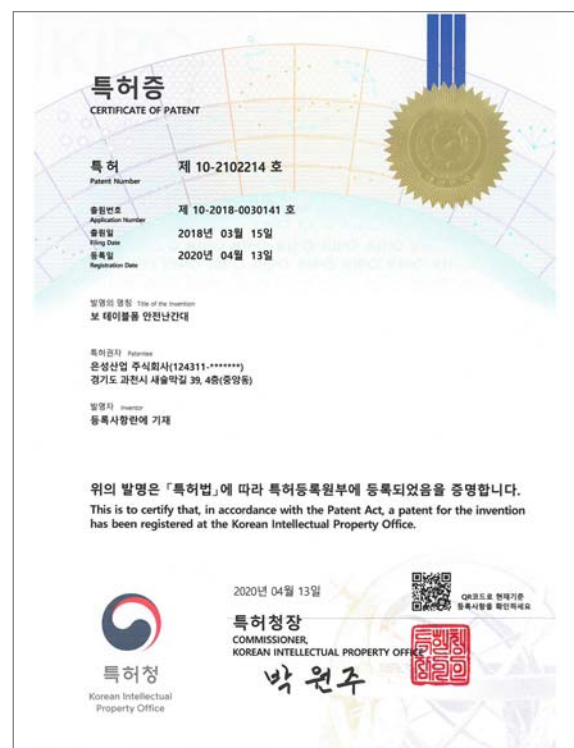 특허증
CERTIFICATE OF PATENT
특 허 제 10-2102214 호
Patent Number
출원번호 제 10-2018-0030141 호
Application Number
출원일 2018년 03월 15일
Filing Date
등록일 2020년 04월 13일
Registration Date
발명의 명칭 Title of the Invention
보 테이블폼 안전난간대
특허권자 Patentee
은성산업 주식회사(124311-*******)
경기도 과천시 새술막길 39, 4층(중앙동)
발명자 Inventor
등록사항란에 기재
위의 발명은 「특허법」에 따라 특허등록원부에 등록되었음을 증명합니다.
This is to certify that, in accordance with the Patent Act, a patent for the invention
has been registered at the Korean Intellectual Property Office.
2020년 04월 13일
QR코드로 현재기준
등록사항을 확인하세요
특허청장
COMMISSIONER,
KOREAN INTELLECTUAL PROPERTY OFFICE
박원주
특허청
Korean Intellectual
Property Office